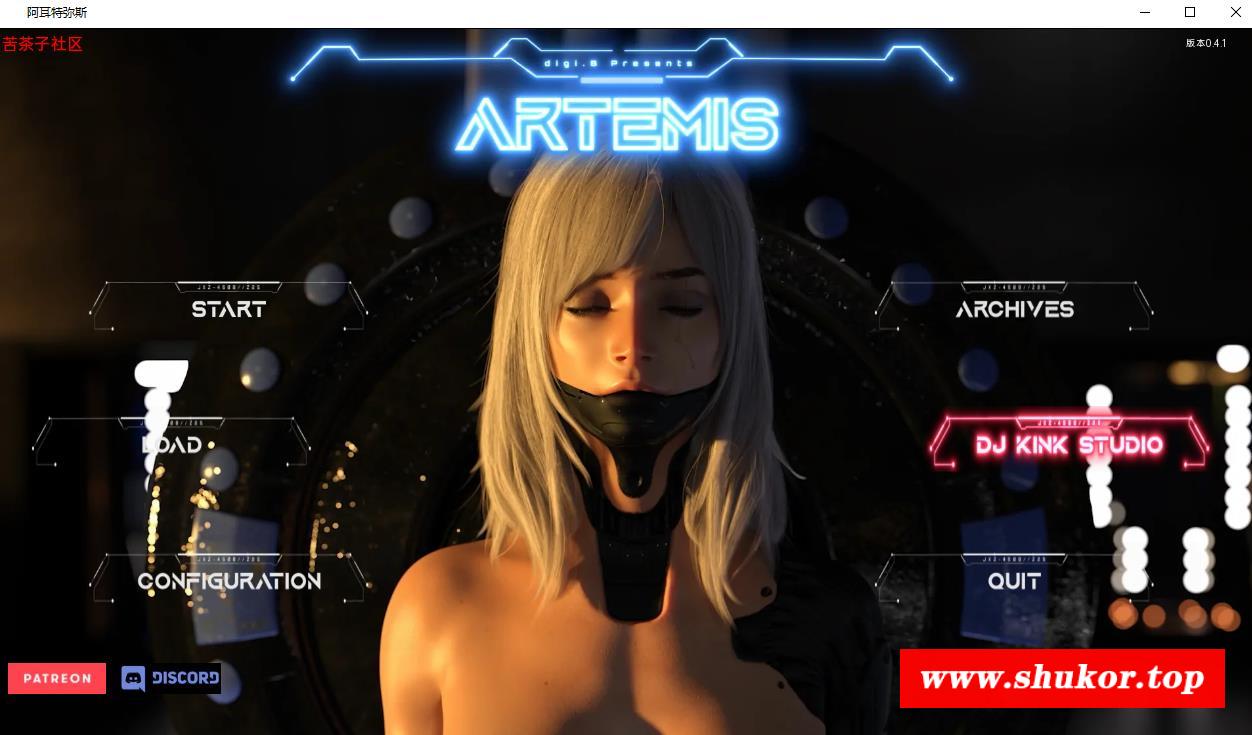 阿耳特弥斯
苦茶子社区
版本0.4.1
digi.B Presents
ARTEMIS
START
ARCHIVES
LOAD
DJ KINK STUDIO
CONFIGURATION
QUIT
PATREON
DISCORD
www.shukor.top